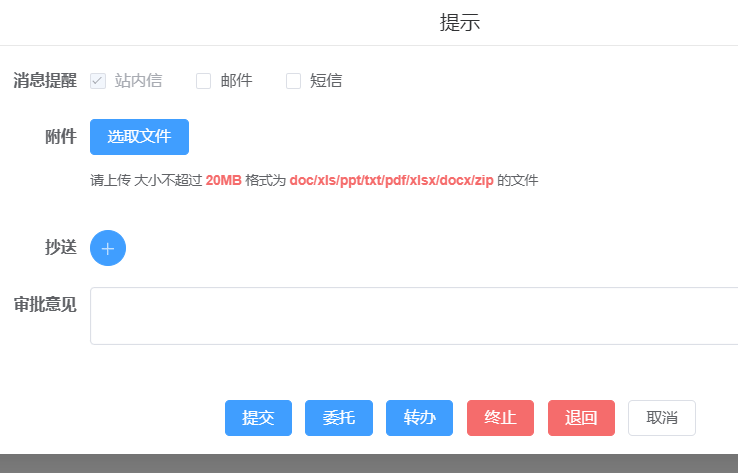 提示
消息提醒 站内信 邮件 短信
附件 选取文件
请上传 大小不超过 20MB 格式为 doc/xls/ppt/txt/pdf/xlsx/docx/zip 的文件
抄送
审批意见
提交 委托 转办 终止 退回 取消